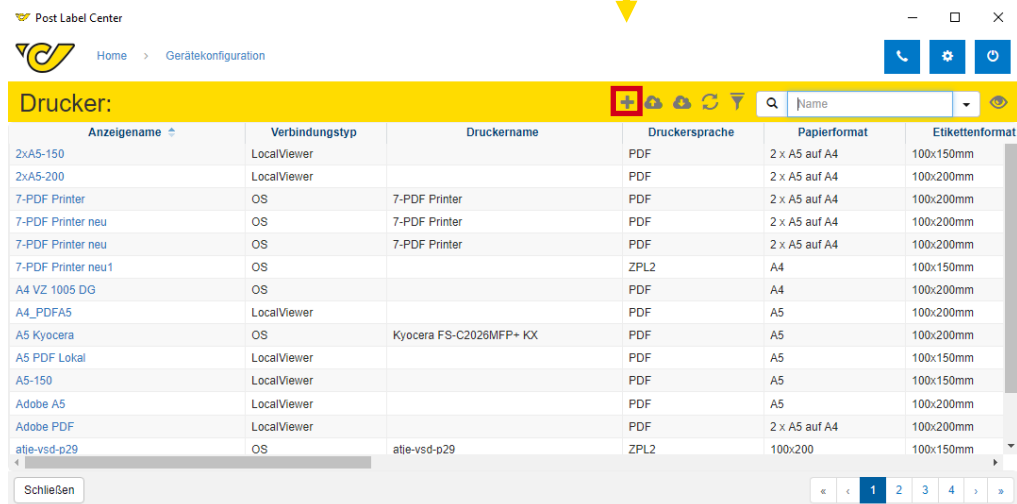 Post Label Center
Home > Gerätekonfiguration
Drucker: Name
Anzeigename Verbindungstyp Druckername Druckersprache Papierformat Etikettenformat
2xA5-150 LocalViewer PDF 2 x A5 auf A4 100x150mm
2xA5-200 LocalViewer PDF 2 x A5 auf A4 100x200mm
7-PDF Printer OS 7-PDF Printer PDF 2 x A5 auf A4 100x200mm
7-PDF Printer neu OS 7-PDF Printer PDF 2 x A5 auf A4 100x200mm
7-PDF Printer neu OS 7-PDF Printer PDF 2 x A5 auf A4 100x200mm
7-PDF Printer neu1 OS ZPL2 A4 100x150mm
A4 VZ 1005 DG OS PDF A4 100x200mm
A4_PDFA5 LocalViewer PDF A5 100x200mm
A5 Kyocera OS Kyocera FS-C2026MFP+ KX PDF A5 100x200mm
A5 PDF Lokal LocalViewer PDF A5 100x150mm
A5-150 LocalViewer PDF A5 100x150mm
Adobe A5 LocalViewer PDF A5 100x200mm
Adobe PDF LocalViewer PDF 2 x A5 auf A4 100x200mm
atje-vsd-p29 OS atje-vsd-p29 ZPL2 100x200 100x150mm
Schließen « ‹ 1 2 3 4 › »